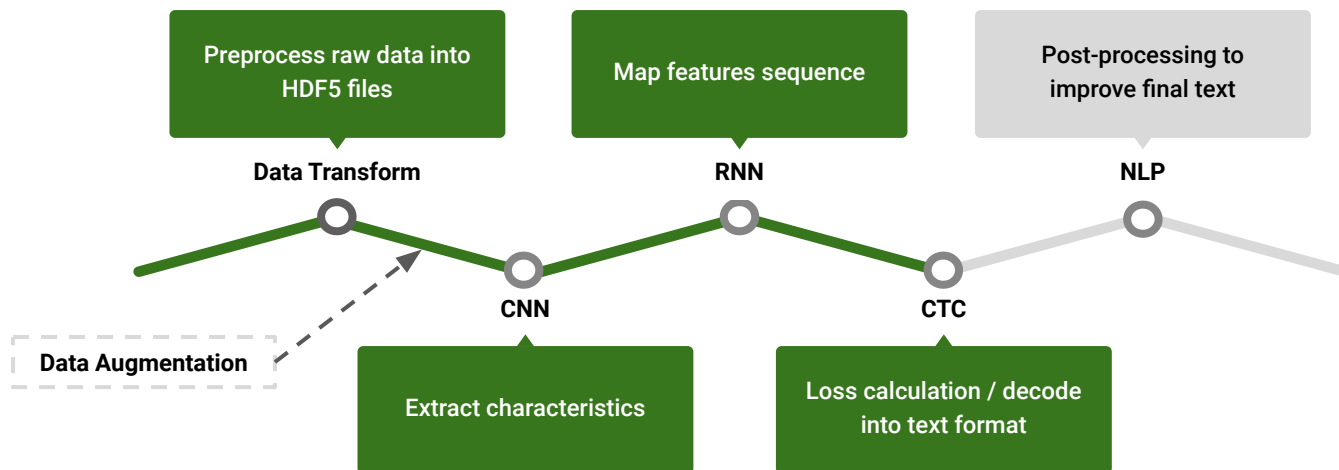 Preprocess raw data into
HDF5 files
Map features sequence
Post-processing to
improve final text
Data Transform
RNN
NLP
CNN
CTC
Data Augmentation
Extract characteristics
Loss calculation / decode
into text format